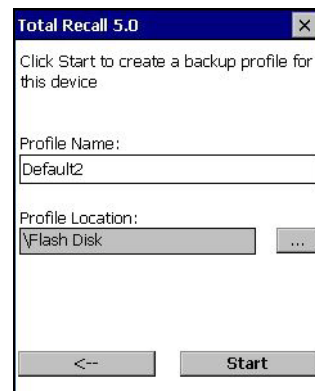 Total Recall 5.0
Click Start to create a backup profile for
this device
Profile Name:
Default2
Profile Location:
\Flash Disk
...
<--
Start